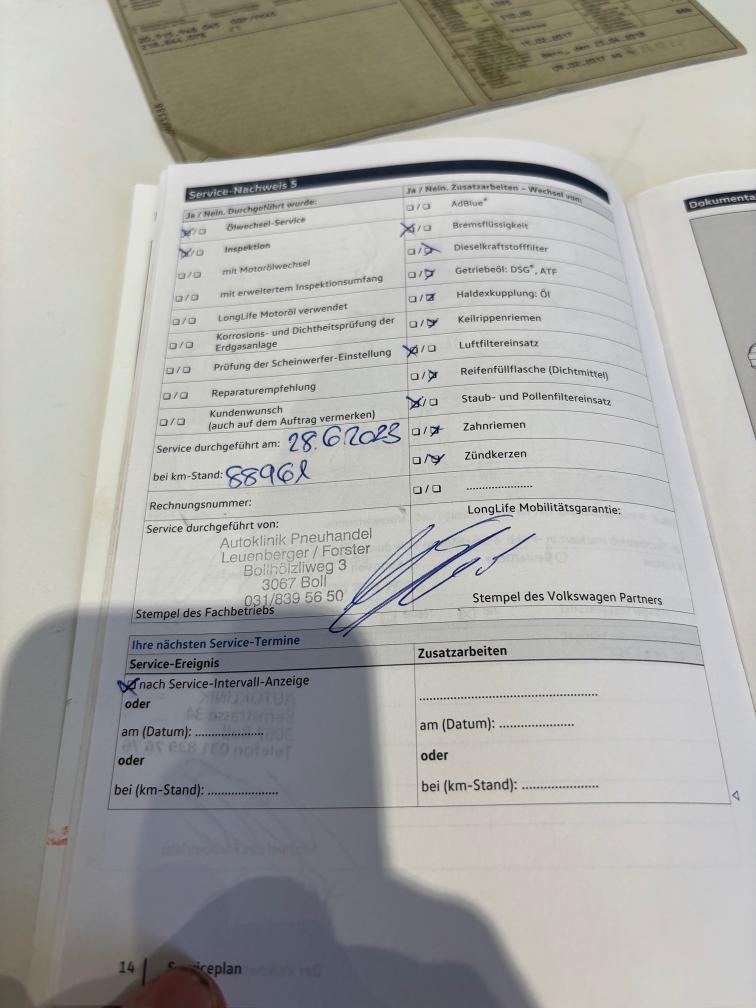 Service-Nachweis 5
Ja / Nein. Durchgeführt wurde:
Ölwechsel-Service
Inspektion
mit Motorölwechsel
mit erweitertem Inspektionsumfang
LongLife Motoröl verwendet
Korrosions- und Dichtheitsprüfung der
Erdgasanlage
Prüfung der Scheinwerfer-Einstellung
Reparaturempfehlung
Kundenwunsch
(auch auf dem Auftrag vermerken)
Service durchgeführt am: 28.6.2023
bei km-Stand: 88961
Rechnungsnummer:
Service durchgeführt von:
Autoklinik Pneuhandel
Leuenberger / Forster
Bollhölzliweg 3
3067 Boll
031/839 56 50
Stempel des Fachbetriebs
Ja / Nein. Zusatzarbeiten – Wechsel von:
AdBlue®
Bremsflüssigkeit
Dieselkraftstofffilter
Getriebeöl: DSG®, ATF
Haldexkupplung: Öl
Keilrippenriemen
Luftfiltereinsatz
Reifenfüllflasche (Dichtmittel)
Staub- und Pollenfiltereinsatz
Zahnriemen
Zündkerzen
.....................
LongLife Mobilitätsgarantie:
Stempel des Volkswagen Partners
Ihre nächsten Service-Termine
Service-Ereignis
nach Service-Intervall-Anzeige
oder
am (Datum): .....................
oder
bei (km-Stand): .....................
Zusatzarbeiten
.....................
am (Datum): .....................
oder
bei (km-Stand): .....................
14 Serviceplan
Dokumenta